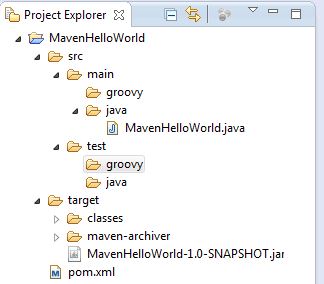 Project Explorer
MavenHelloWorld
src
main
groovy
java
MavenHelloWorld.java
test
groovy
java
target
classes
maven-archiver
MavenHelloWorld-1.0-SNAPSHOT.jar
pom.xml